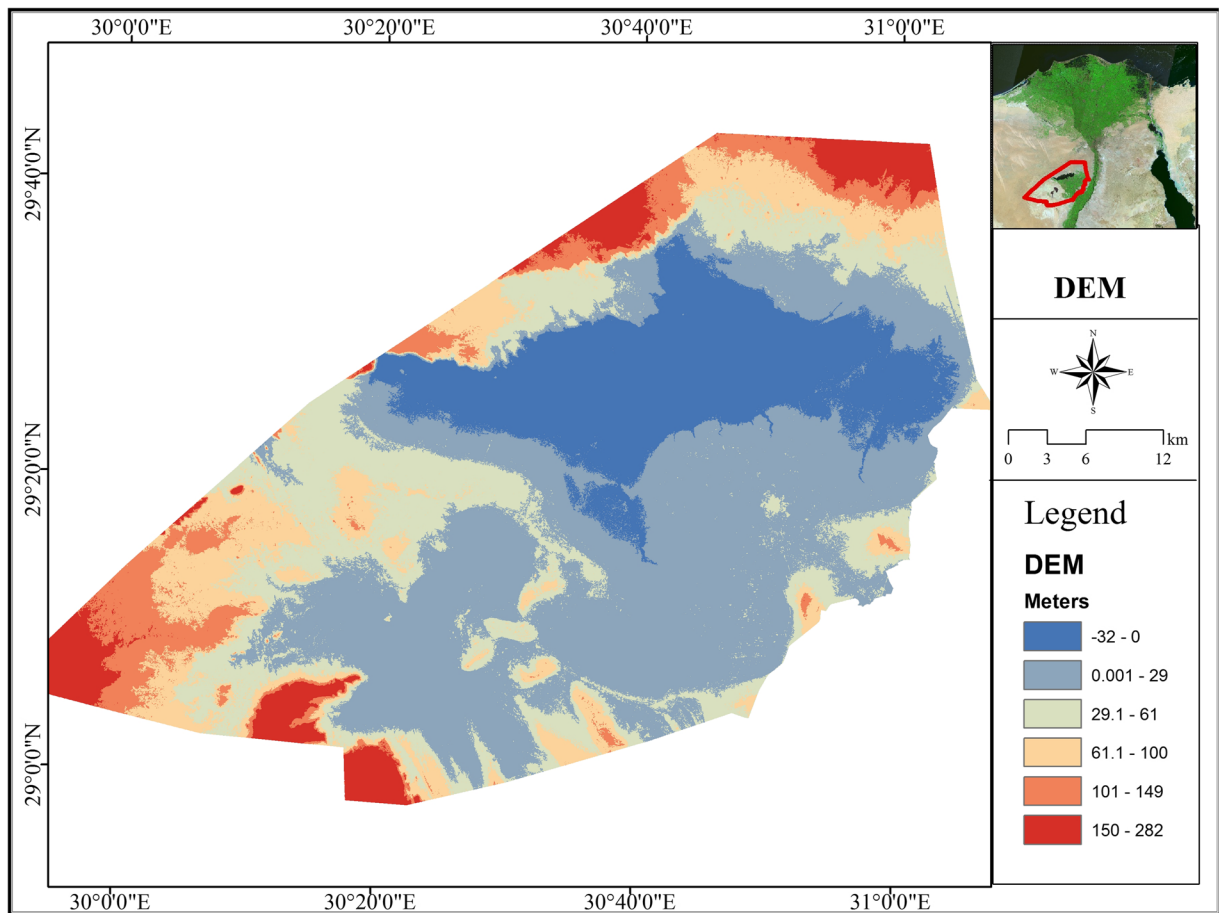 30°0'0"E 30°20'0"E 30°40'0"E 31°0'0"E
29°40'0"N
29°20'0"N
29°0'0"N
30°0'0"E 30°20'0"E 30°40'0"E 31°0'0"E
DEM
N
W E
S
km
0 3 6 12
Legend
DEM
Meters
-32 - 0
0.001 - 29
29.1 - 61
61.1 - 100
101 - 149
150 - 282